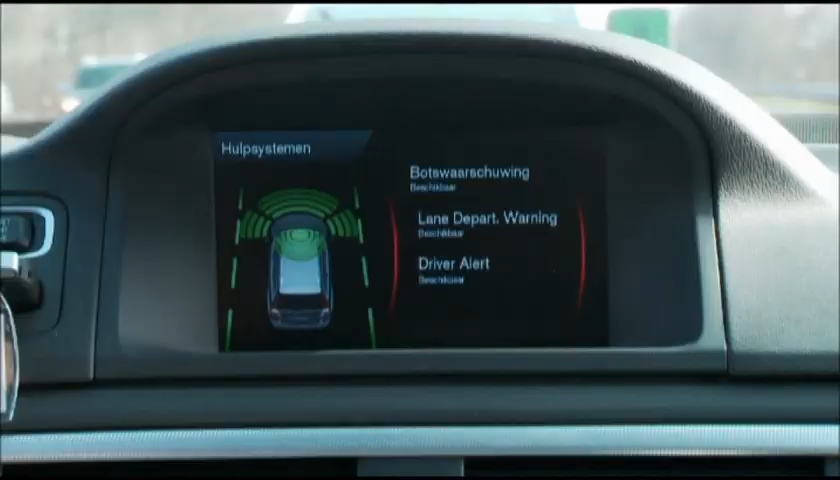 Hulpsystemen
Botswaarschuwing
Beschikbaar
Lane Depart. Warning
Beschikbaar
Driver Alert
Beschikbaar